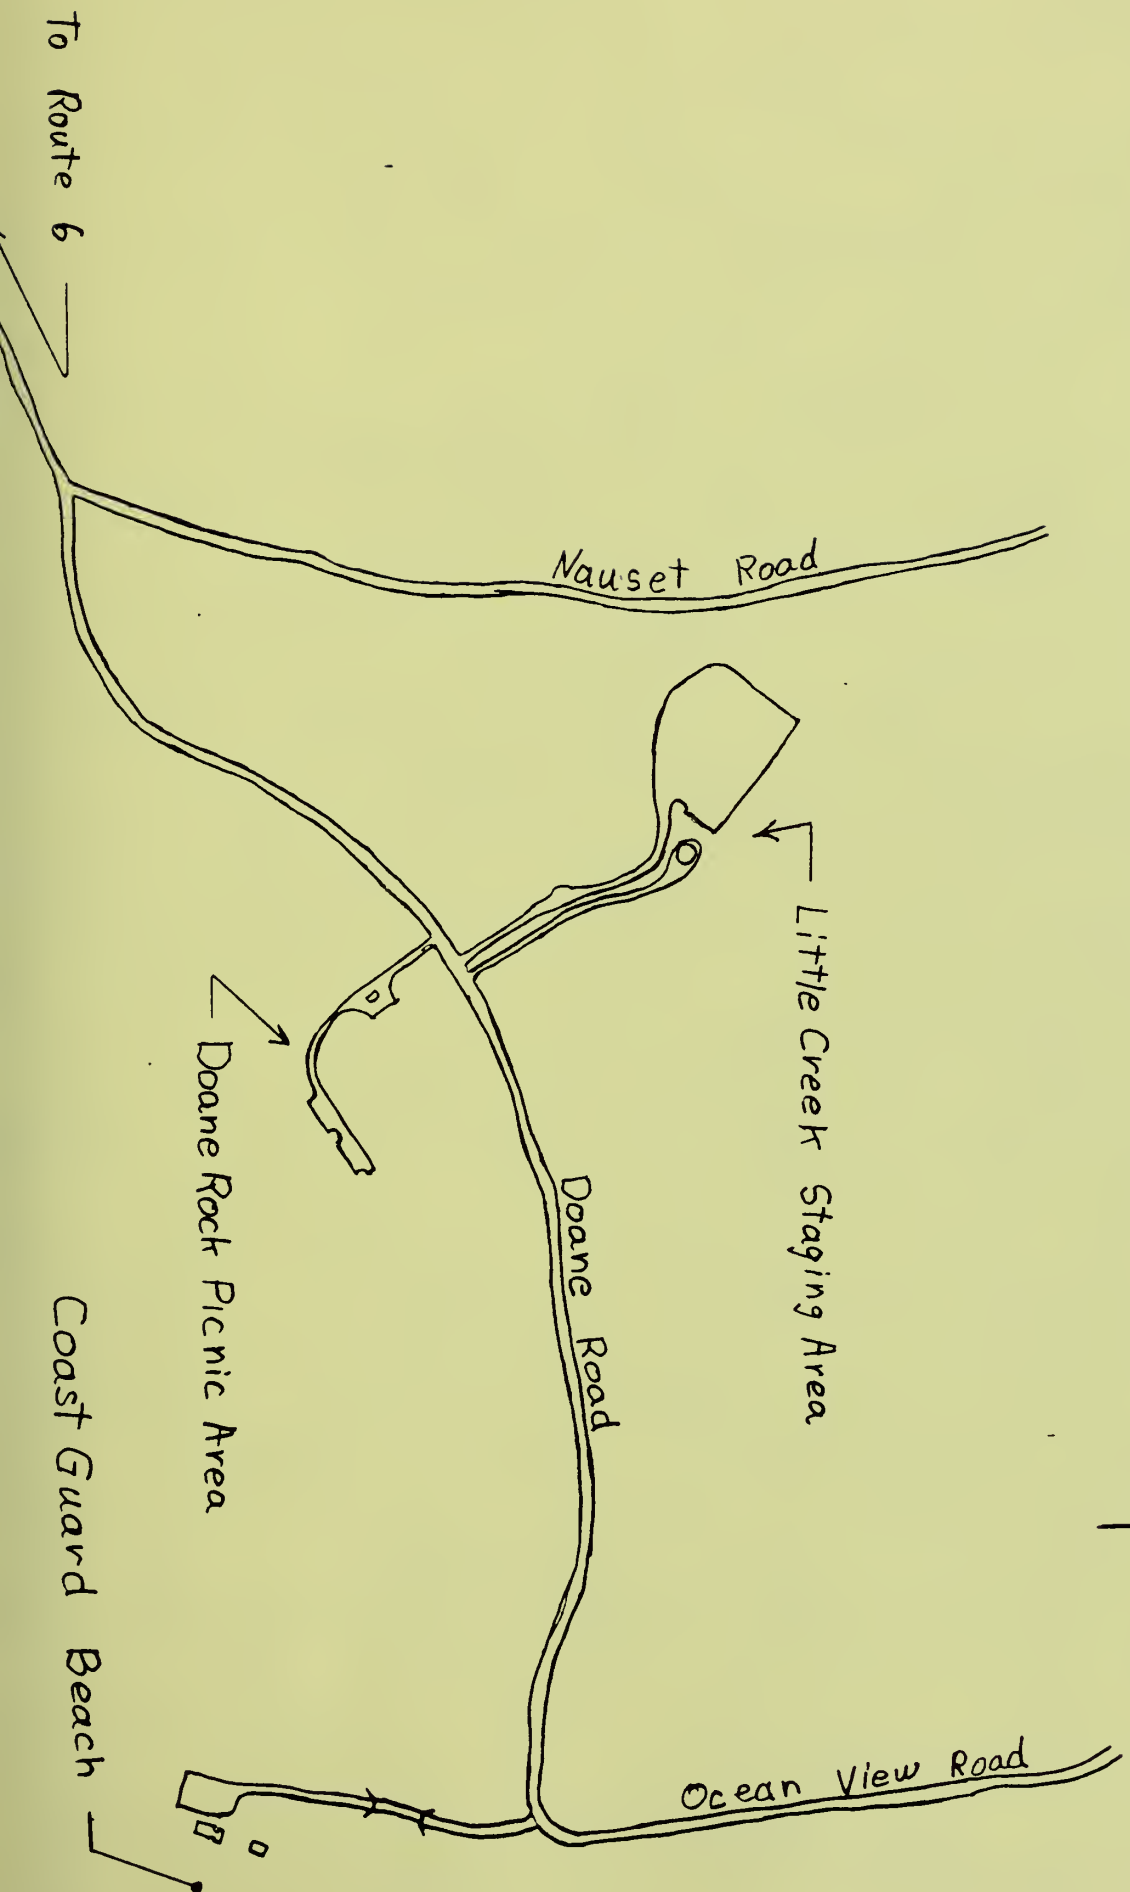 To Route 6
Nauset Road
Little Creek Staging Area
Doane Road
Doane Rock Picnic Area
Ocean View Road
Coast Guard Beach